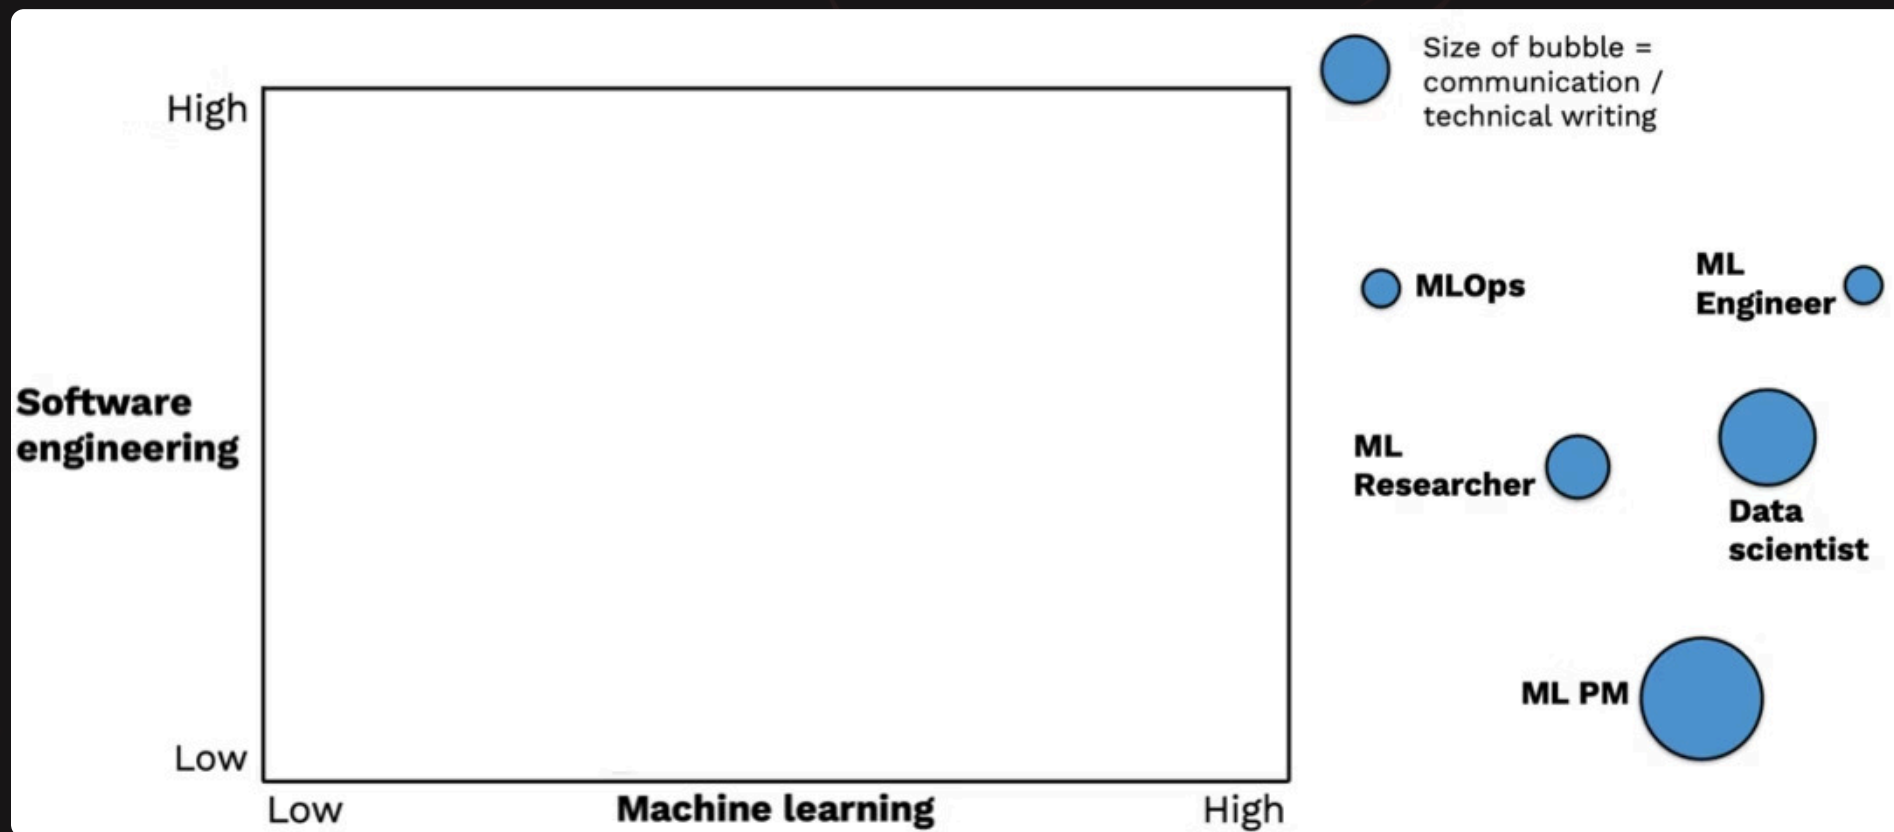 High
Software
engineering
Low
Low
Machine learning
High
Size of bubble =
communication /
technical writing
MLOps
ML
Engineer
ML
Researcher
Data
scientist
ML PM